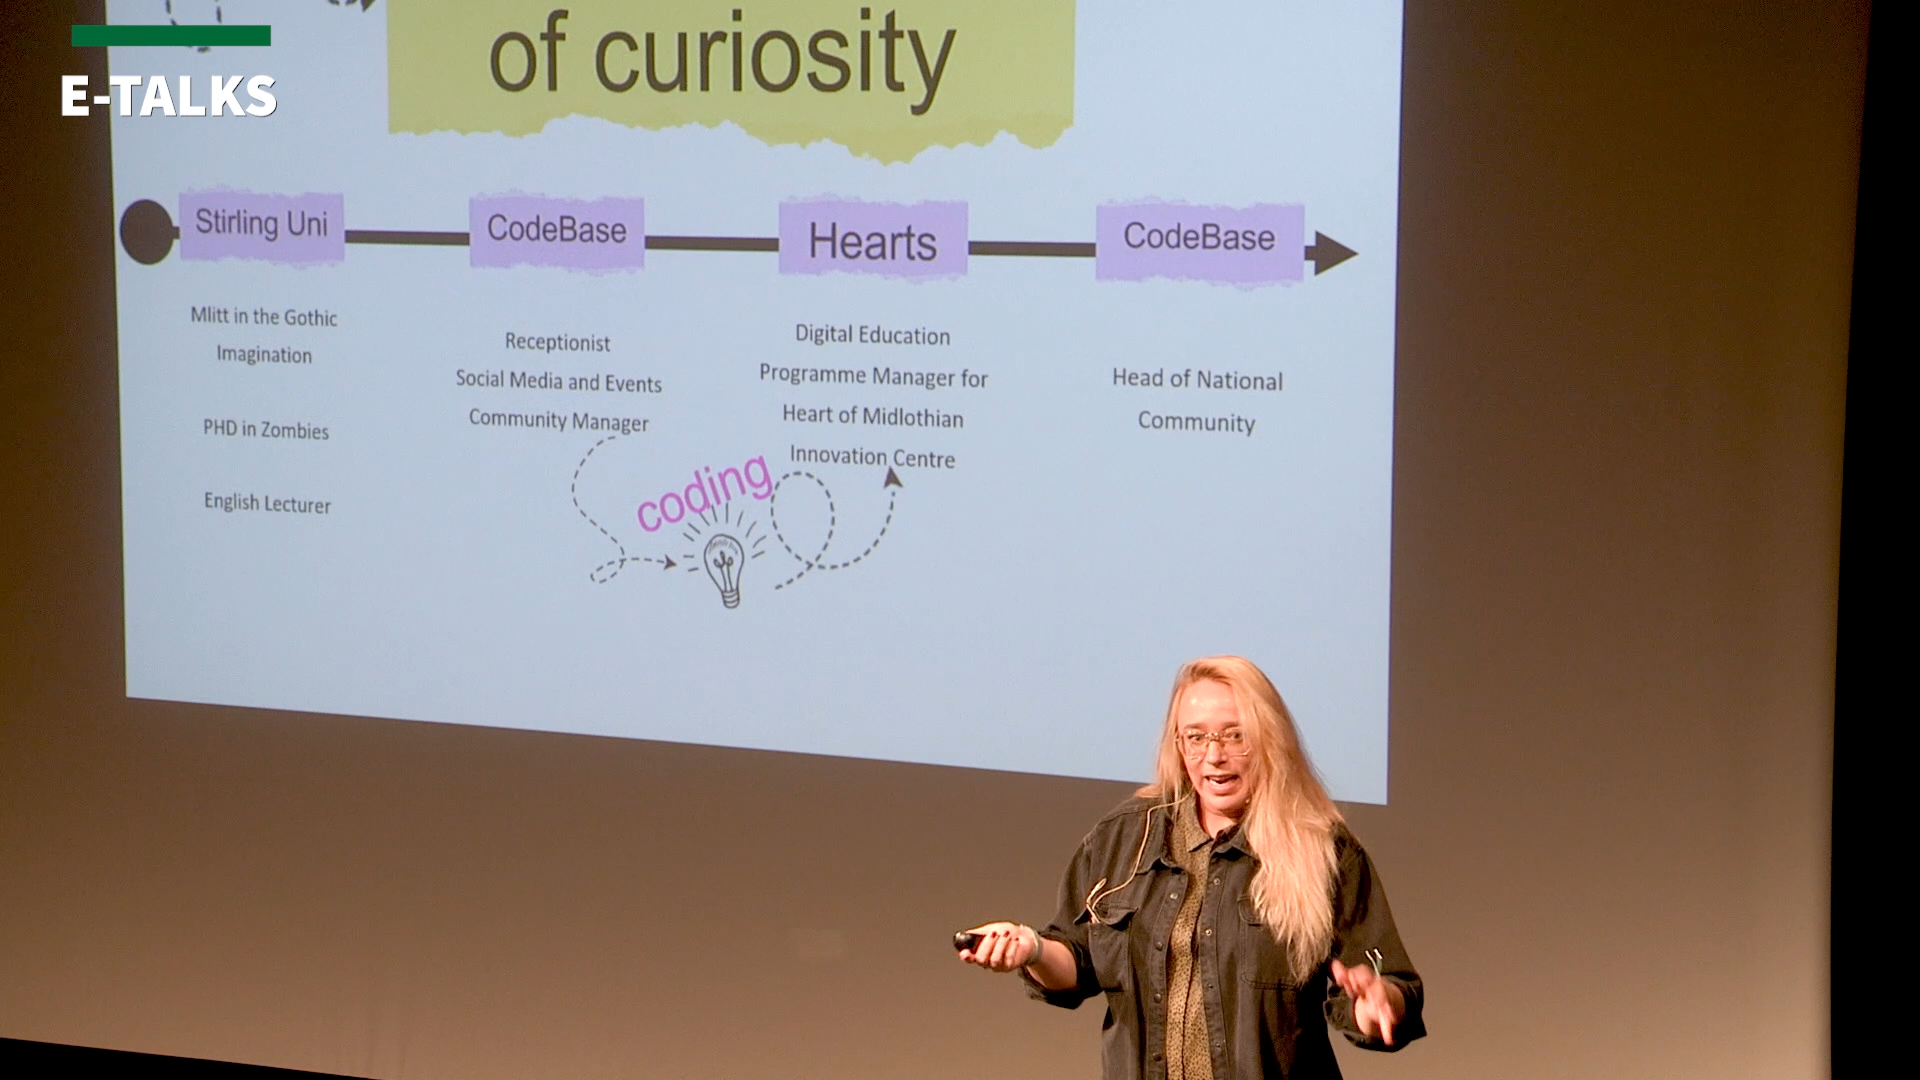 E-TALKS
of curiosity
Stirling Uni
CodeBase
Hearts
CodeBase
Mlitt in the Gothic
Imagination
PHD in Zombies
English Lecturer
Receptionist
Social Media and Events
Community Manager
Digital Education
Programme Manager for
Heart of Midlothian
Innovation Centre
Head of National
Community
coding